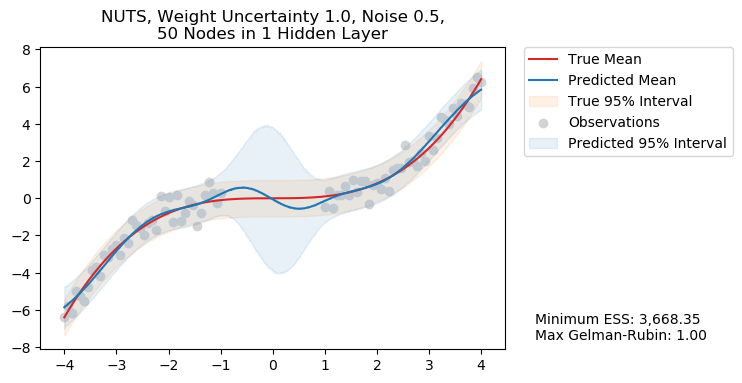 NUTS, Weight Uncertainty 1.0, Noise 0.5,
50 Nodes in 1 Hidden Layer
8
6
4
2
0
−2
−4
−6
−8
−4
−3
−2
−1
0
1
2
3
4
True Mean
Predicted Mean
True 95% Interval
Observations
Predicted 95% Interval
Minimum ESS: 3,668.35
Max Gelman-Rubin: 1.00